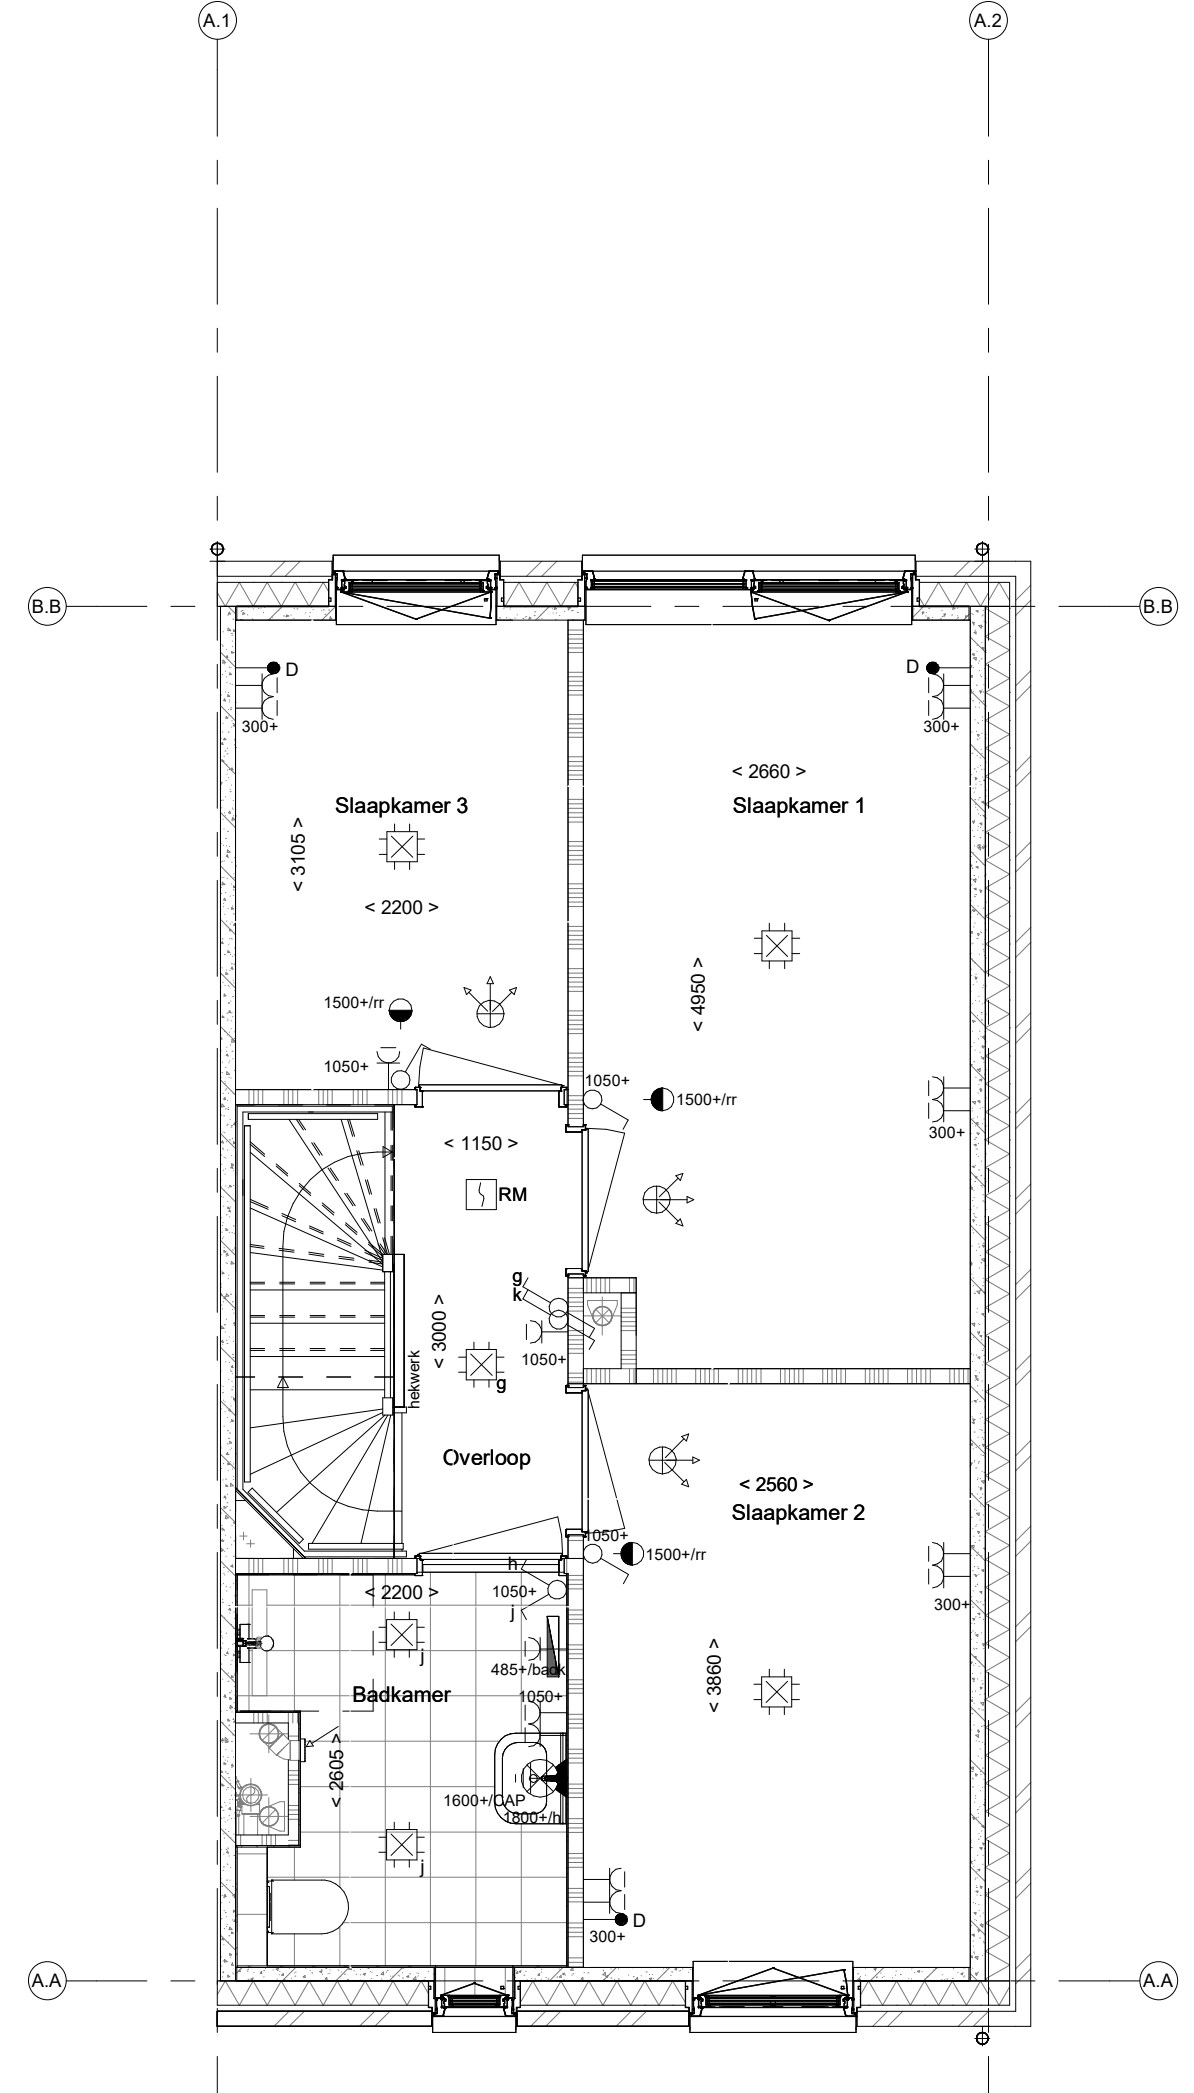 A.1
A.2
B.B
B.B
D
D
300+
300+
< 2660 >
Slaapkamer 3
Slaapkamer 1
< 3105 >
< 2200 >
< 4950 >
1500+/rr
1050+
1050+
1500+/rr
300+
< 1150 >
RM
g
k
< 3000 >
1050+
hekwerk
g
Overloop
< 2560 >
Slaapkamer 2
1050+
1500+/rr
h
1050+
< 2200 >
300+
j
j
485+/back
< 3860 >
Badkamer
1050+
< 2605 >
1600+/CAP
1800+/h
j
D
300+
A.A
A.A